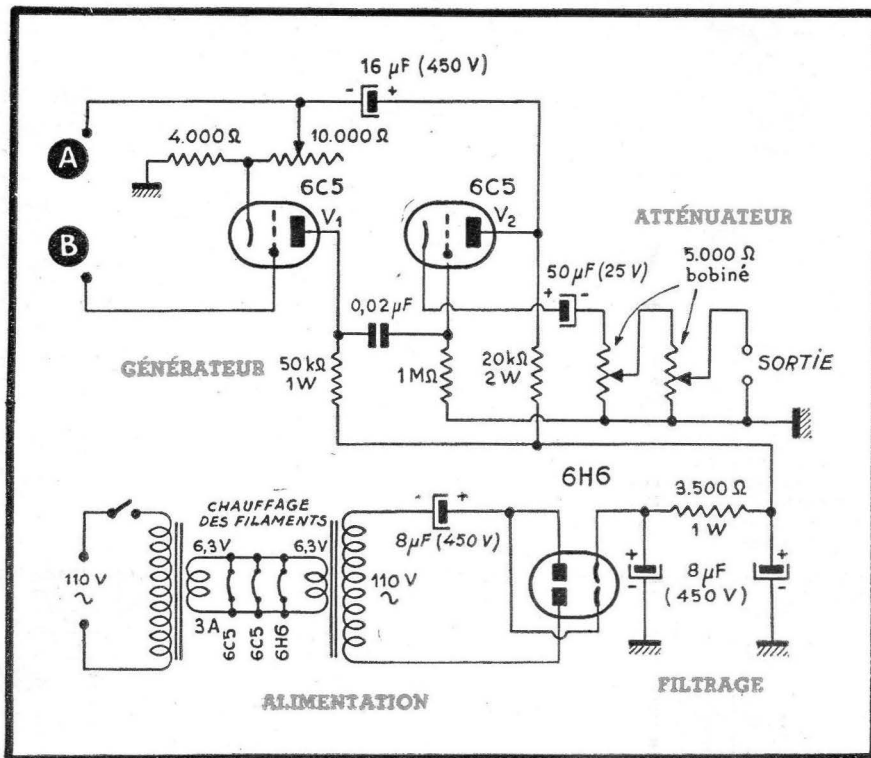 16 µF (450 V)
- +
4.000 Ω
10.000 Ω
A
6C5
V1
6C5
V2
ATTÉNUATEUR
B
50 µF (25 V)
+ -
5.000 Ω
bobiné
0,02 µF
GÉNÉRATEUR
50 kΩ
1W
1 MΩ
20 kΩ
2 W
SORTIE
6H6
CHAUFFAGE
DES FILAMENTS
- +
8µF (450 V)
3.500 Ω
1 W
6,3V
6,3V
110 V
~
110 V
~
+
-
8 µF
(450 V)
+
-
3A
6C5
6C5
6H6
ALIMENTATION
FILTRAGE